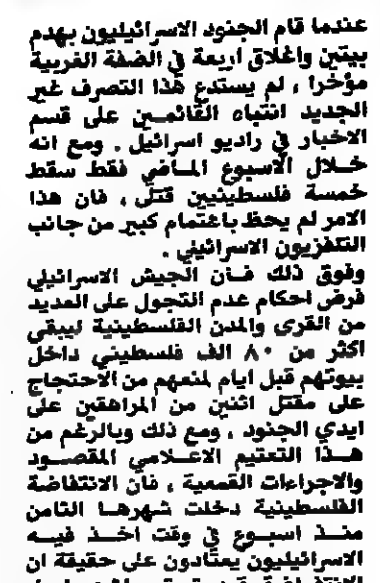 عندما قام الجنود الاسرائيليون بهدم
بيتين واغلاق اربعة في الضفة الغربية
مؤخرا ، لم يستدع هذا التصرف غير
الجديد انتباه القائمين على قسم
الاخبار في راديو اسرائيل . ومع انه
خلال الاسبوع الماضي فقط سقط
خمسة فلسطينيين قتلى ، فان هذا
الامر لم يحظ باهتمام كبير من جانب
التلفزيون الاسرائيلي .
وفوق ذلك فان الجيش الاسرائيلي
فرض احكام عدم التجول على العديد
من القرى والمدن الفلسطينية ليبقى
اكثر من ٨٠ الف فلسطيني داخل
بيوتهم قبل ايام لمنعهم من الاحتجاج
على مقتل اثنين من المراهقين على
ايدي الجنود . ومع ذلك وبالرغم من
هذا التعتيم الاعلامي المقصود
والاجراءات القمعية ، فان الانتفاضة
الفلسطينية دخلت شهرها الثامن
منذ اسبوع في وقت اخذ فيه
الاسرائيليون يعتادون على حقيقة ان